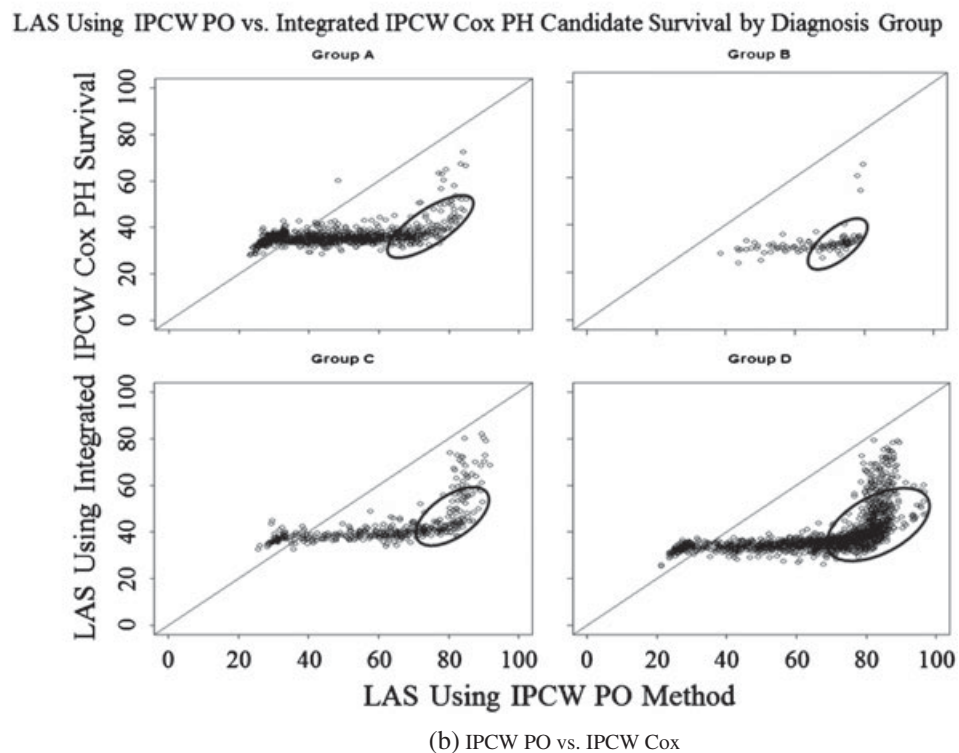 LAS Using IPCW PO vs. Integrated IPCW Cox PH Candidate Survival by Diagnosis Group
Group A
Group B
LAS Using Integrated IPCW Cox PH Survival
100
80
60
40
20
0
Group C
Group D
100
80
60
40
20
0
0 20 40 60 80 100
0 20 40 60 80 100
LAS Using IPCW PO Method
(b) IPCW PO vs. IPCW Cox